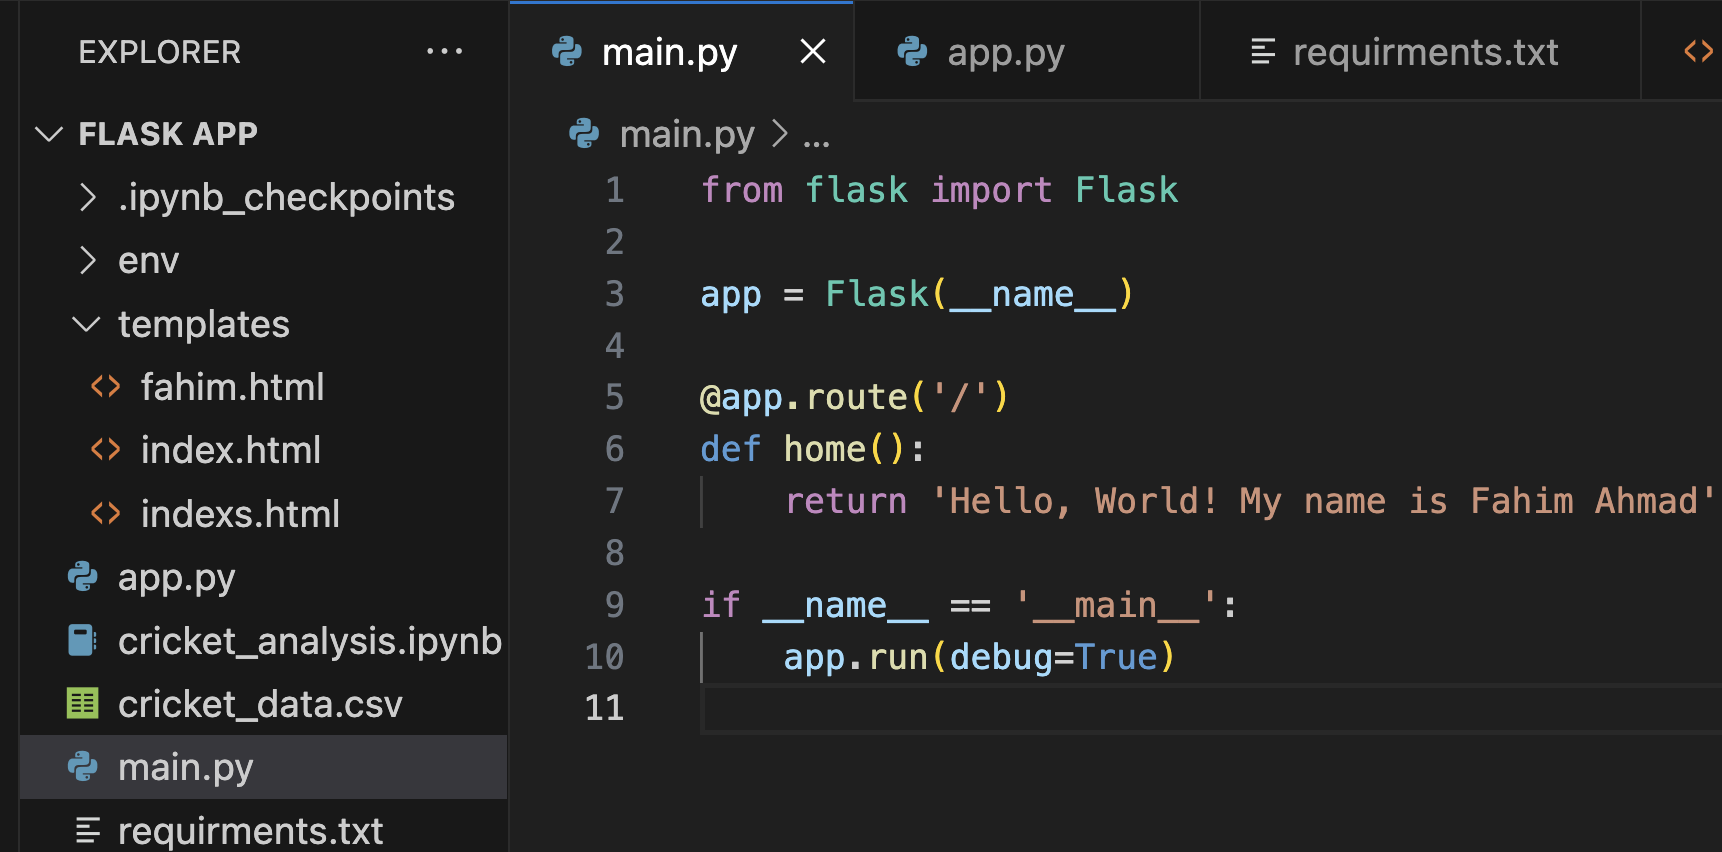 EXPLORER ...
FLASK APP
.ipynb_checkpoints
env
templates
fahim.html
index.html
indexs.html
app.py
cricket_analysis.ipynb
cricket_data.csv
main.py
requirments.txt
main.py app.py requirments.txt
main.py > ...
1 from flask import Flask
2
3 app = Flask(__name__)
4
5 @app.route('/')
6 def home():
7     return 'Hello, World! My name is Fahim Ahmad'
8
9 if __name__ == '__main__':
10     app.run(debug=True)
11